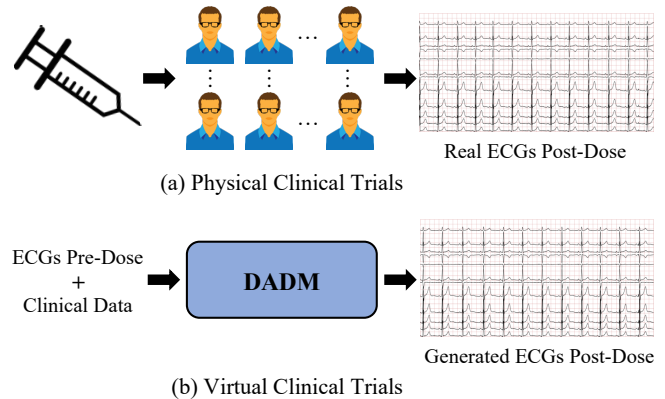 Real ECGs Post-Dose
(a) Physical Clinical Trials
ECGs Pre-Dose
+
Clinical Data
DADM
Generated ECGs Post-Dose
(b) Virtual Clinical Trials